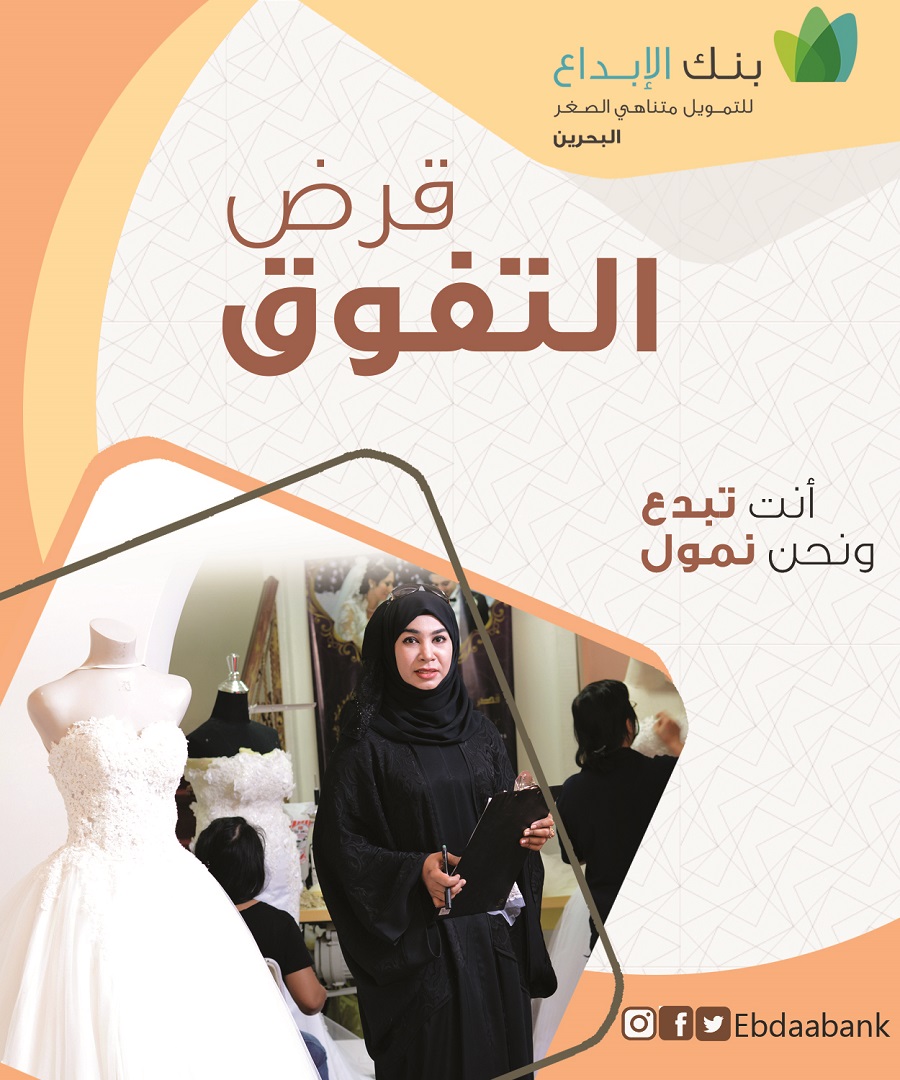 بنك الإبداع
للتمويل متناهي الصغر
البحرين
قرض
التفوق
أنت تبدع
ونحن نمول
Ebdaabank